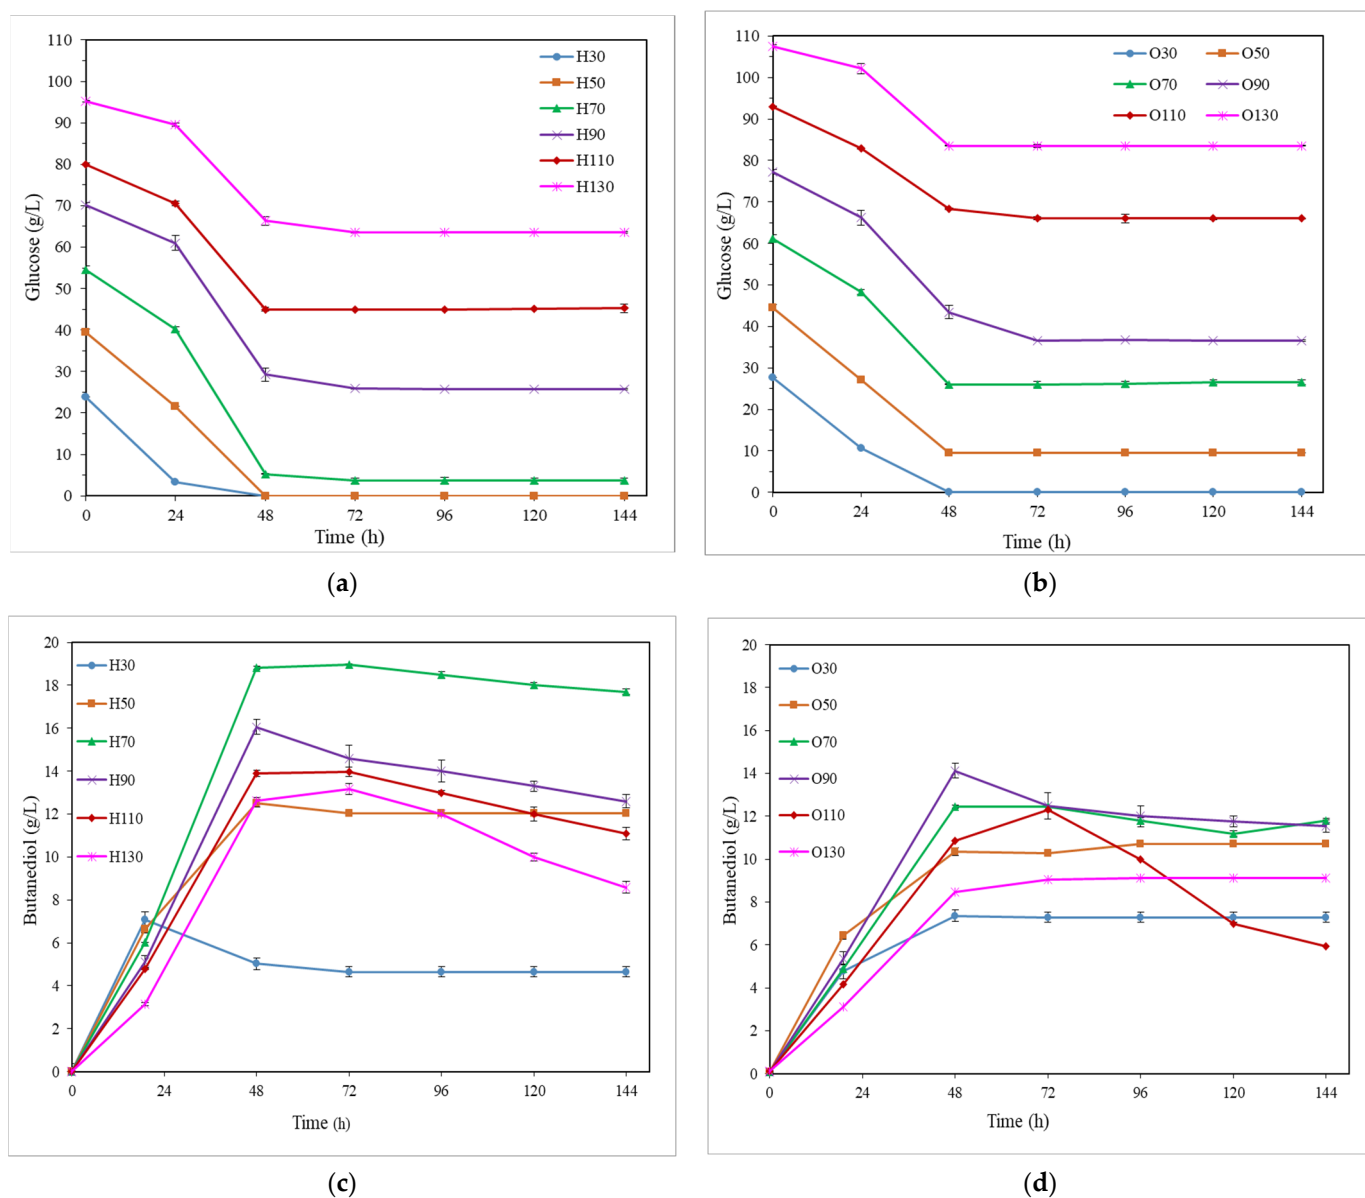 110
100
90
80
70
60
50
40
30
20
10
0
Glucose (g/L)
H30
H50
H70
H90
H110
H130
0 24 48 72 96 120 144
Time (h)
(a)
110
100
90
80
70
60
50
40
30
20
10
0
Glucose (g/L)
O30 O50
O70 O90
O110 O130
0 24 48 72 96 120 144
Time (h)
(b)
20
18
16
14
12
10
8
6
4
2
0
Butanediol (g/L)
H30
H50
H70
H90
H110
H130
0 24 48 72 96 120 144
Time (h)
(c)
20
18
16
14
12
10
8
6
4
2
0
Butanediol (g/L)
O30
O50
O70
O90
O110
O130
0 24 48 72 96 120 144
Time (h)
(d)